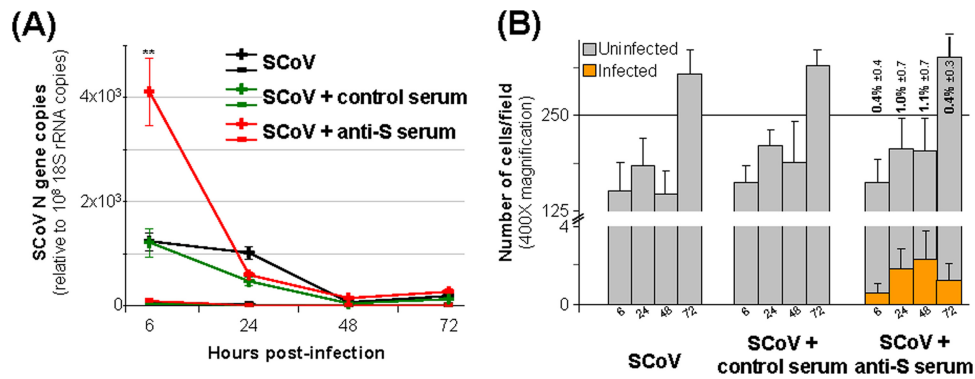 (A)
**
SCoV
SCoV + control serum
SCoV + anti-S serum
SCoV N gene copies
(relative to 10⁸ 18S rRNA copies)
4x10³
2x10³
0
6 24 48 72
Hours post-infection
(B)
Uninfected
Infected
0.4% ±0.4
1.0% ±0.7
1.1% ±0.7
0.4% ±0.3
Number of cells/field
(400X magnification)
250
125
4
0
6 24 48 72
6 24 48 72
6 24 48 72
SCoV
SCoV +
control serum
SCoV +
anti-S serum